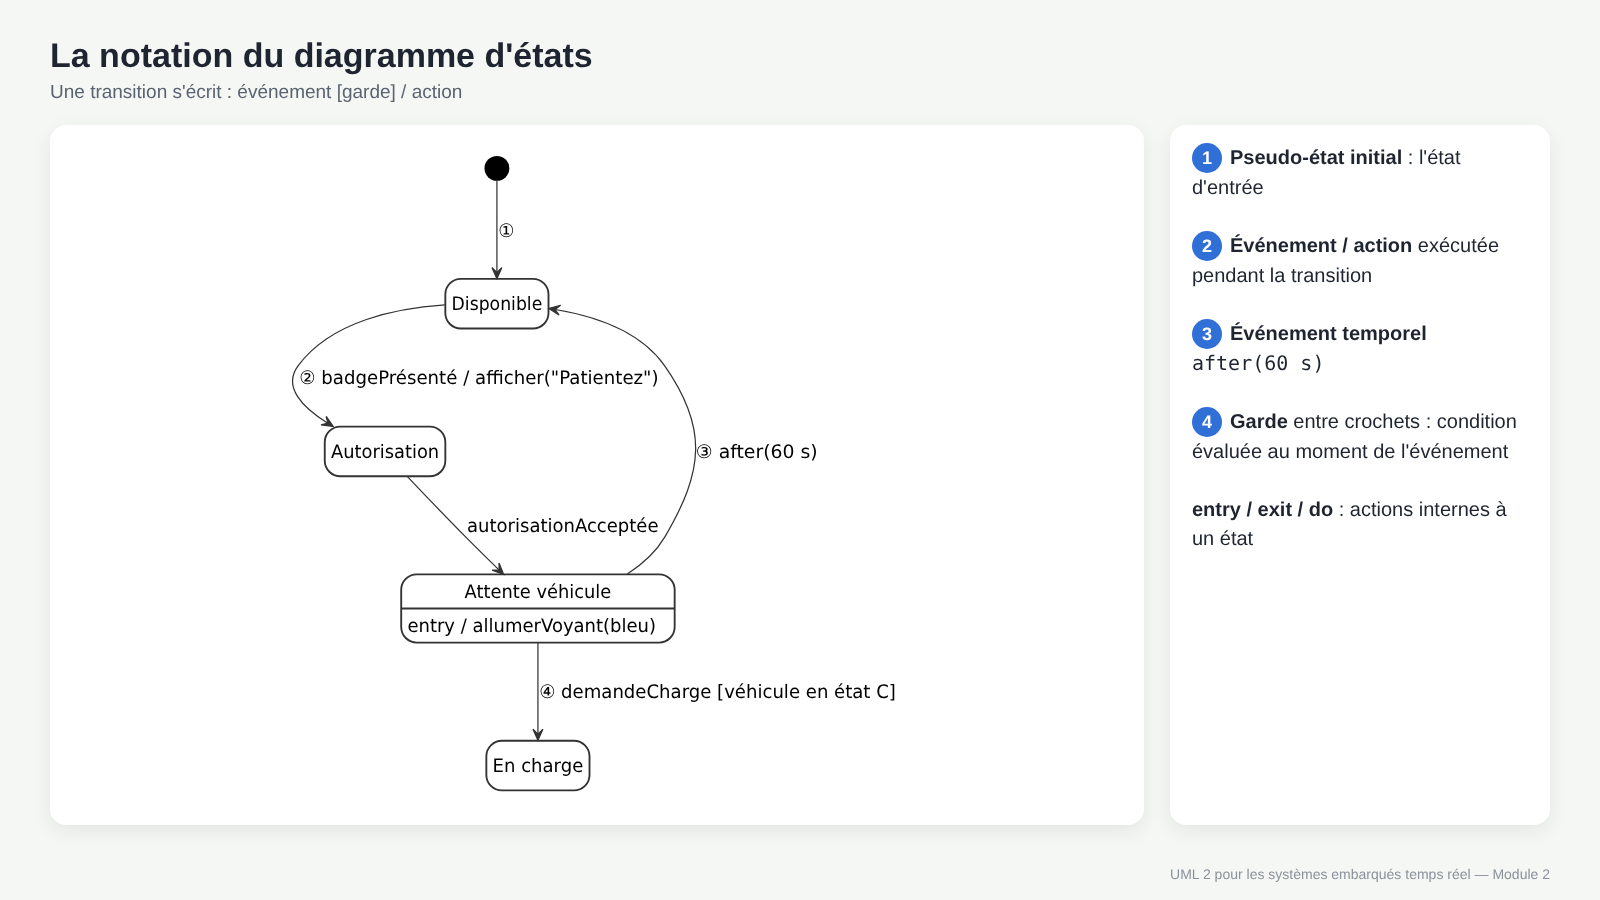 La notation du diagramme d'états
Une transition s'écrit : événement [garde] / action
①
Disponible
② badgePrésenté / afficher("Patientez")
Autorisation
③ after(60 s)
autorisationAcceptée
Attente véhicule
entry / allumerVoyant(bleu)
④ demandeCharge [véhicule en état C]
En charge
1 Pseudo-état initial : l'état
d'entrée
2 Événement / action exécutée
pendant la transition
3 Événement temporel
after(60 s)
4 Garde entre crochets : condition
évaluée au moment de l'événement
entry / exit / do : actions internes à
un état
UML 2 pour les systèmes embarqués temps réel — Module 2